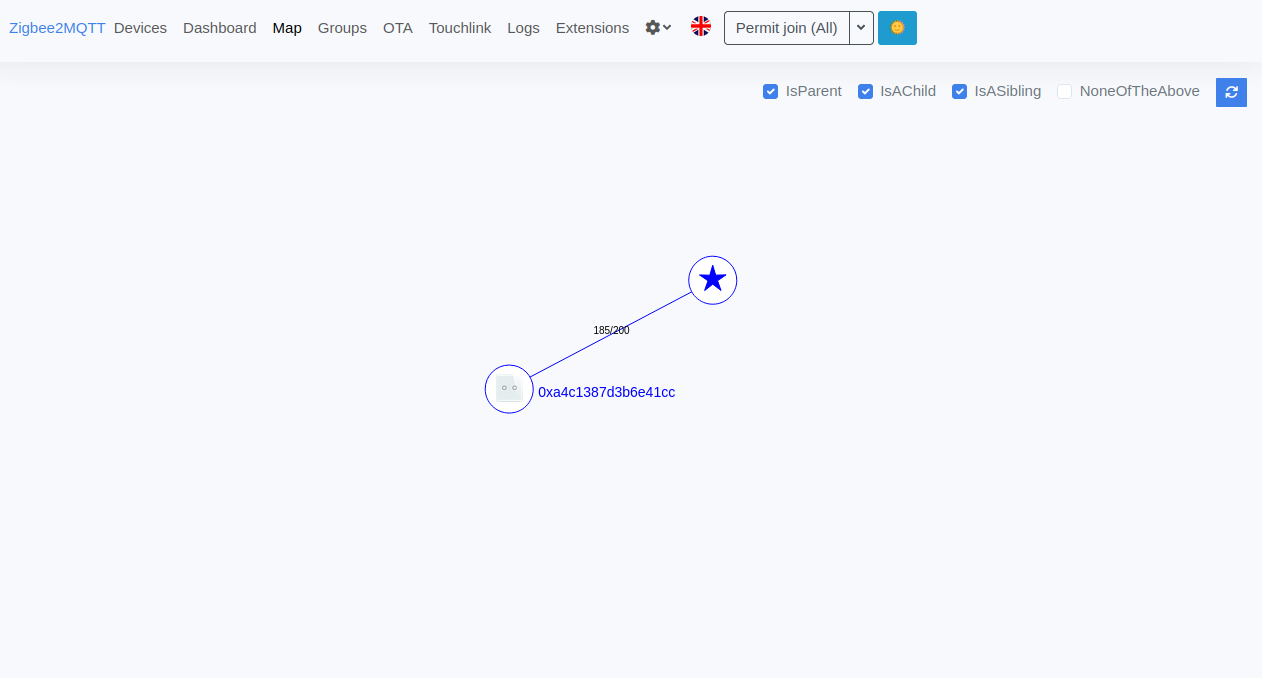 Zigbee2MQTT Devices Dashboard Map Groups OTA Touchlink Logs Extensions Permit join (All)
IsParent IsAChild IsASibling NoneOfTheAbove
185/200
0xa4c1387d3b6e41cc